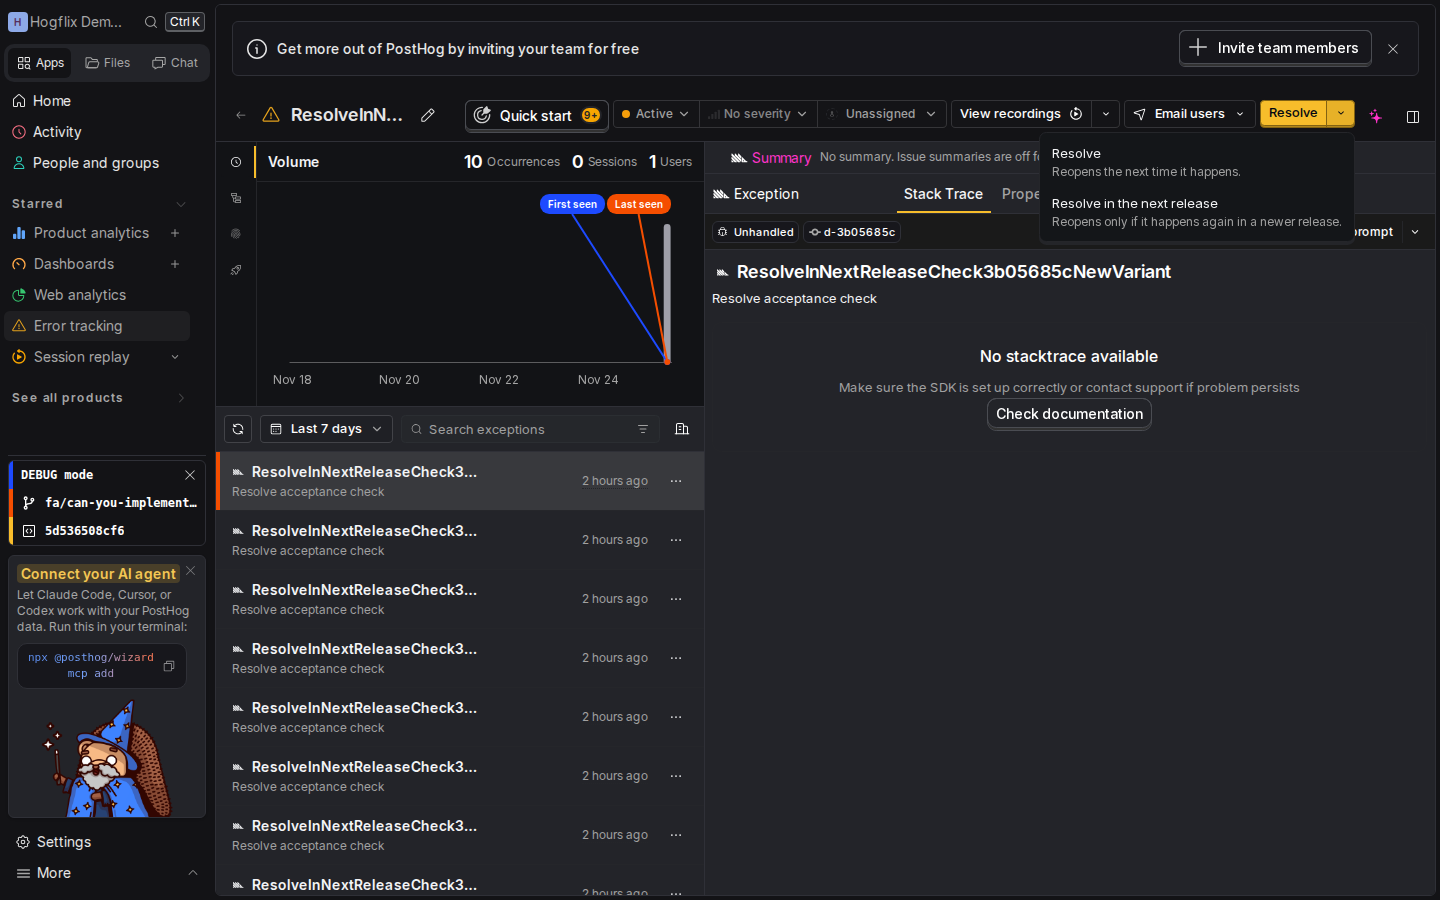 H
Hogflix Dem...
Ctrl K
Apps
Files
Chat
Home
Activity
People and groups
Starred
Product analytics
Dashboards
Web analytics
Error tracking
Session replay
See all products
DEBUG mode
fa/can-you-implement...
5d536508cf6
Connect your AI agent
Let Claude Code, Cursor, or
Codex work with your PostHog
data. Run this in your terminal:
npx @posthog/wizard
mcp add
Settings
More
Get more out of PostHog by inviting your team for free
Invite team members
ResolveInN...
Quick start 9+
Active
No severity
Unassigned
View recordings
Email users
Resolve
Resolve
Reopens the next time it happens.
Resolve in the next release
Reopens only if it happens again in a newer release.
Volume
10 Occurrences
0 Sessions
1 Users
First seen
Last seen
Nov 18
Nov 20
Nov 22
Nov 24
Last 7 days
Search exceptions
ResolveInNextReleaseCheck3...
Resolve acceptance check
2 hours ago
ResolveInNextReleaseCheck3...
Resolve acceptance check
2 hours ago
ResolveInNextReleaseCheck3...
Resolve acceptance check
2 hours ago
ResolveInNextReleaseCheck3...
Resolve acceptance check
2 hours ago
ResolveInNextReleaseCheck3...
Resolve acceptance check
2 hours ago
ResolveInNextReleaseCheck3...
Resolve acceptance check
2 hours ago
ResolveInNextReleaseCheck3...
Resolve acceptance check
2 hours ago
ResolveInNextReleaseCheck3...
2 hours ago
Summary
No summary. Issue summaries are off fo
Exception
Stack Trace
Prope
Unhandled
d-3b05685c
prompt
ResolveInNextReleaseCheck3b05685cNewVariant
Resolve acceptance check
No stacktrace available
Make sure the SDK is set up correctly or contact support if problem persists
Check documentation